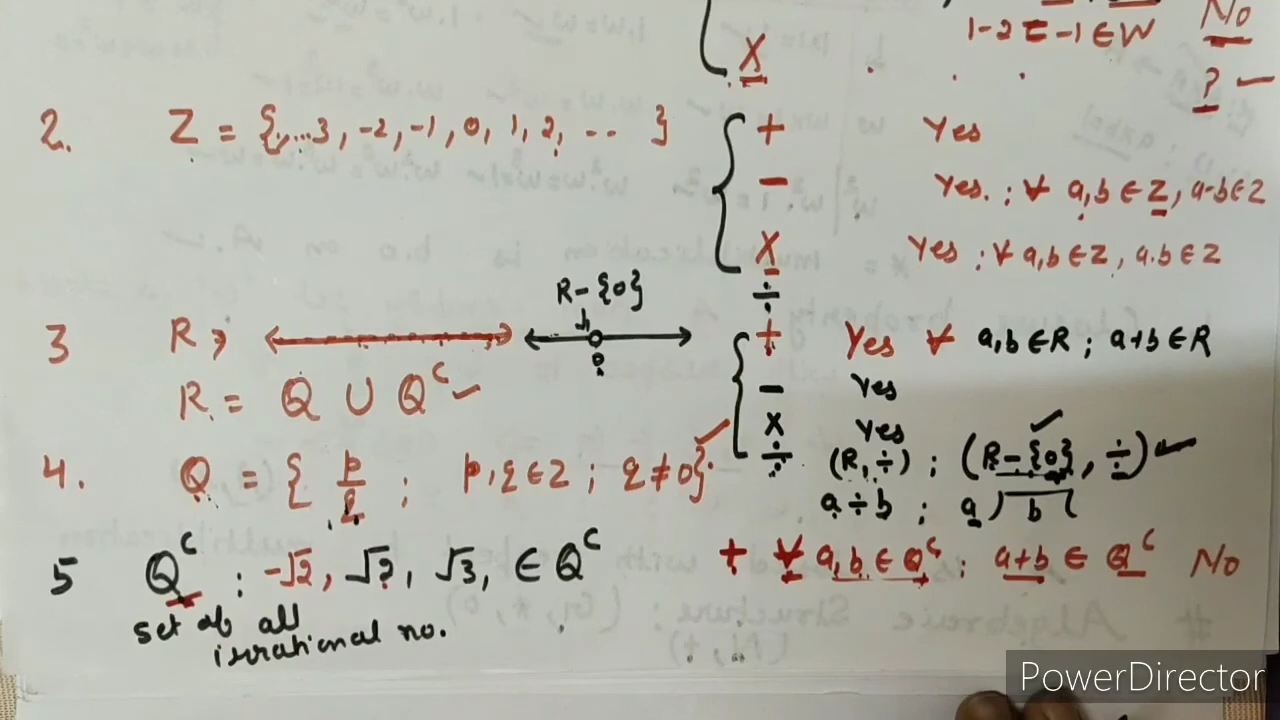 1-2 = -1 ∈ W No
X . . . ?
2. Z = {,...3, -2, -1, 0, 1, 2, -- } + Yes
- Yes. ; ∀ a,b ∈ Z, a-b ∈ Z
X Yes ; ∀ a,b ∈ Z, a.b ∈ Z
÷
R-{0}
3 R, + Yes ∀ a,b ∈ R ; a+b ∈ R
R = Q ∪ Q^c - Yes
X Yes
4. Q = { p/q ; p,q ∈ Z ; q ≠ 0}. ÷ (R, ÷) ; (R-{0}, ÷)
a ÷ b ; a) b (
5 Q^c : -√2, √2, √3, ∈ Q^c + ∀ a,b ∈ Q^c ; a+b ∈ Q^c No
set of all
irrational no.
PowerDirector